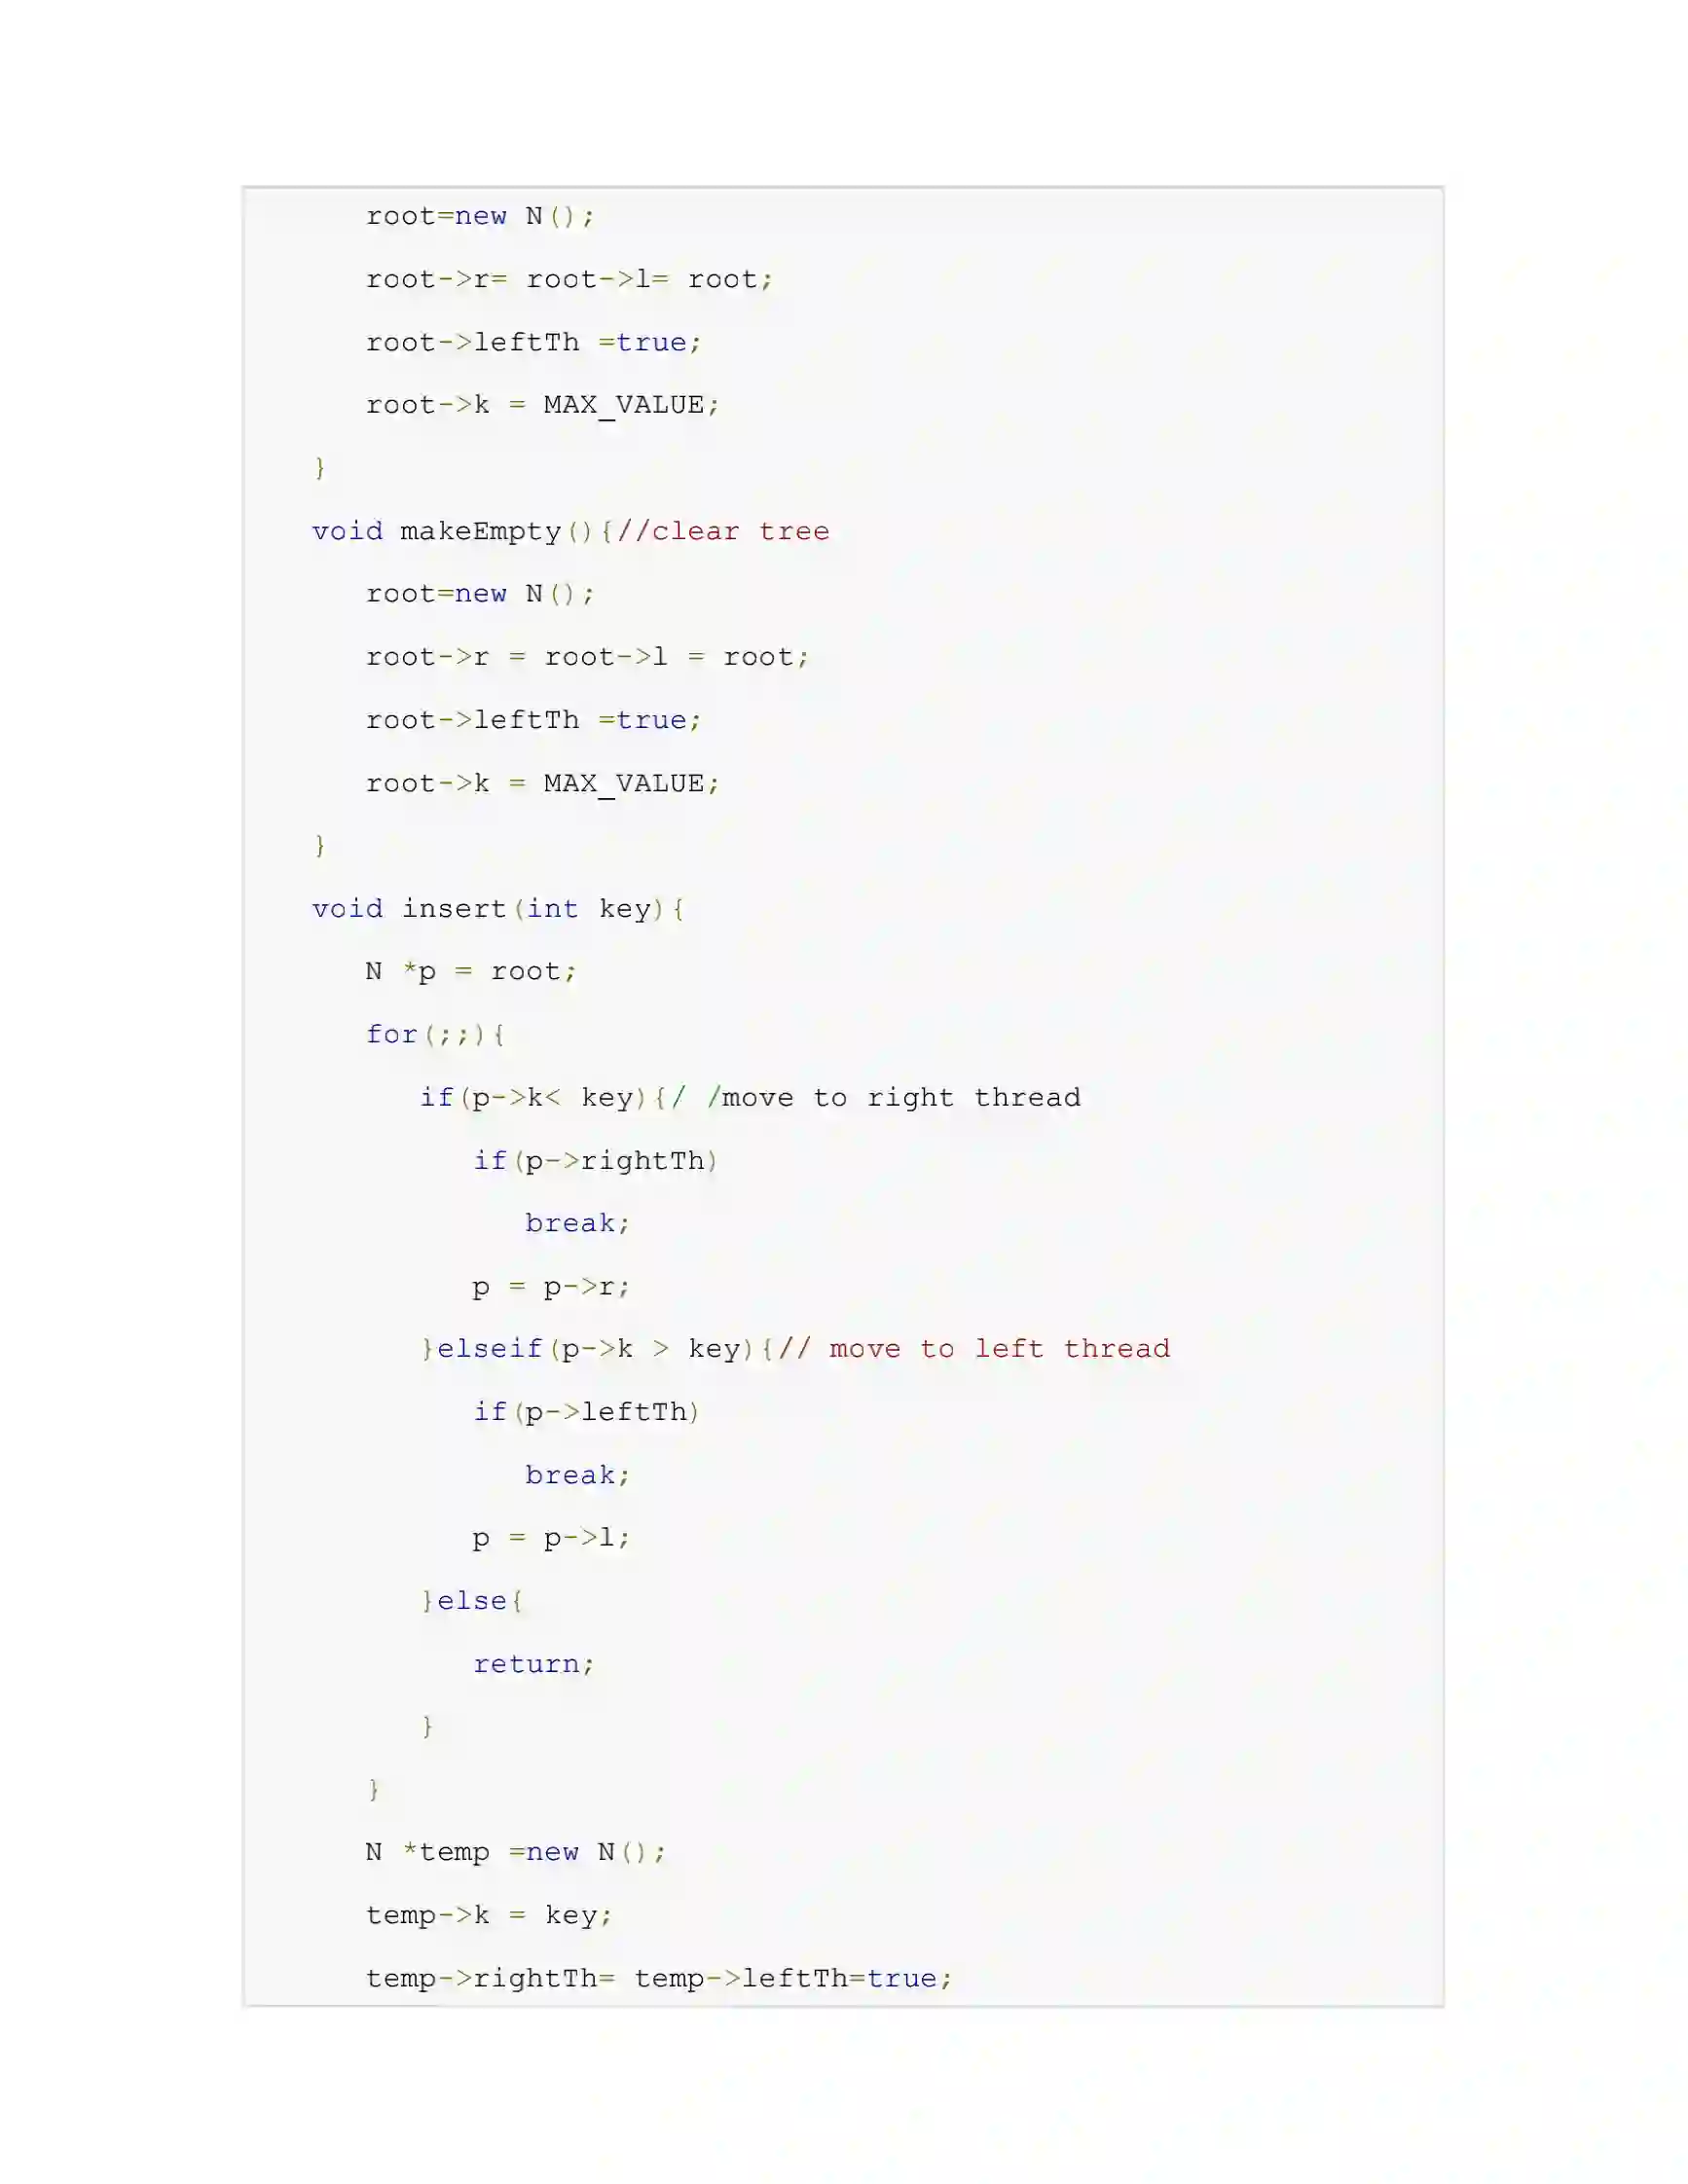 root=new N();
root->r= root->l= root;
root->leftTh =true;
root->k = MAX_VALUE;
}
void makeEmpty(){//clear tree
root=new N();
root->r = root->l = root;
root->leftTh =true;
root->k = MAX_VALUE;
}
void insert(int key){
N *p = root;
for(;;){
if(p->k< key){/ /move to right thread
if(p->rightTh)
break;
p = p->r;
}elseif(p->k > key){// move to left thread
if(p->leftTh)
break;
p = p->l;
}else{
return;
}
}
N *temp =new N();
temp->k = key;
temp->rightTh= temp->leftTh=true;